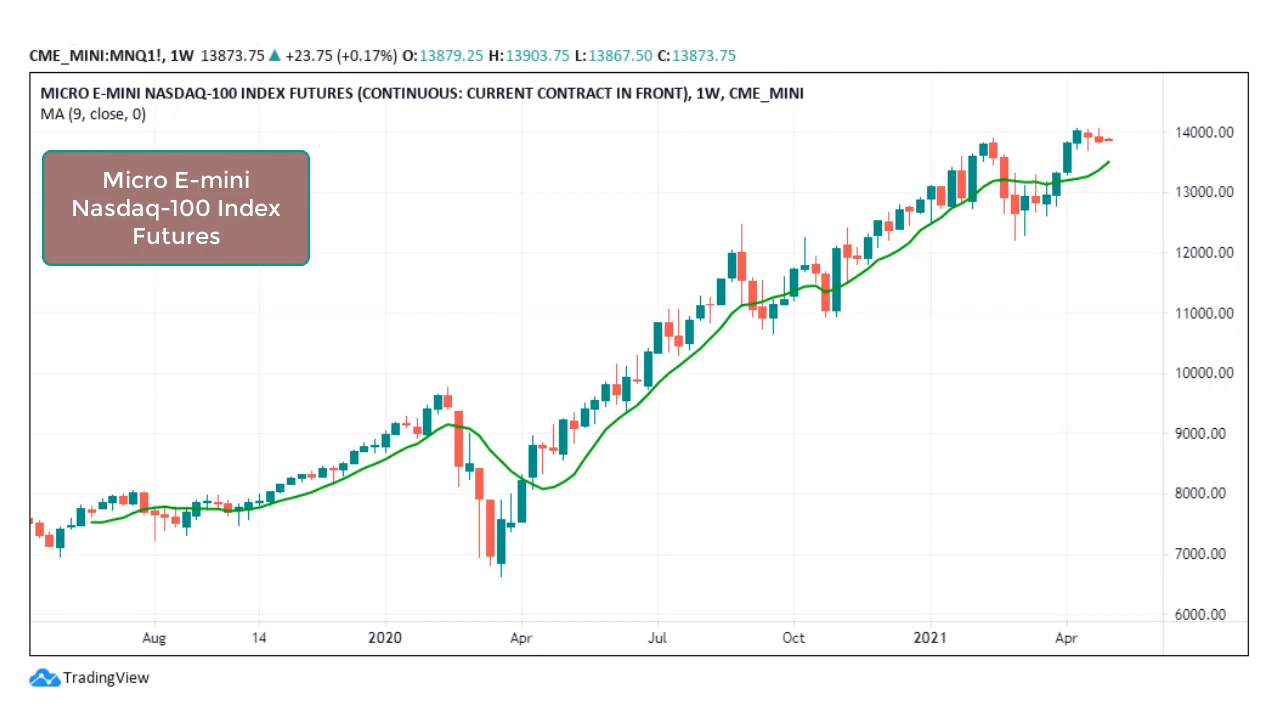 CME_MINI:MNQ1!, 1W 13873.75 ▲ +23.75 (+0.17%) O:13879.25 H:13903.75 L:13867.50 C:13873.75
MICRO E-MINI NASDAQ-100 INDEX FUTURES (CONTINUOUS: CURRENT CONTRACT IN FRONT), 1W, CME_MINI
MA (9, close, 0)
Micro E-mini
Nasdaq-100 Index
Futures
14000.00
13000.00
12000.00
11000.00
10000.00
9000.00
8000.00
7000.00
6000.00
Aug 14 2020 Apr Jul Oct 2021 Apr
TradingView